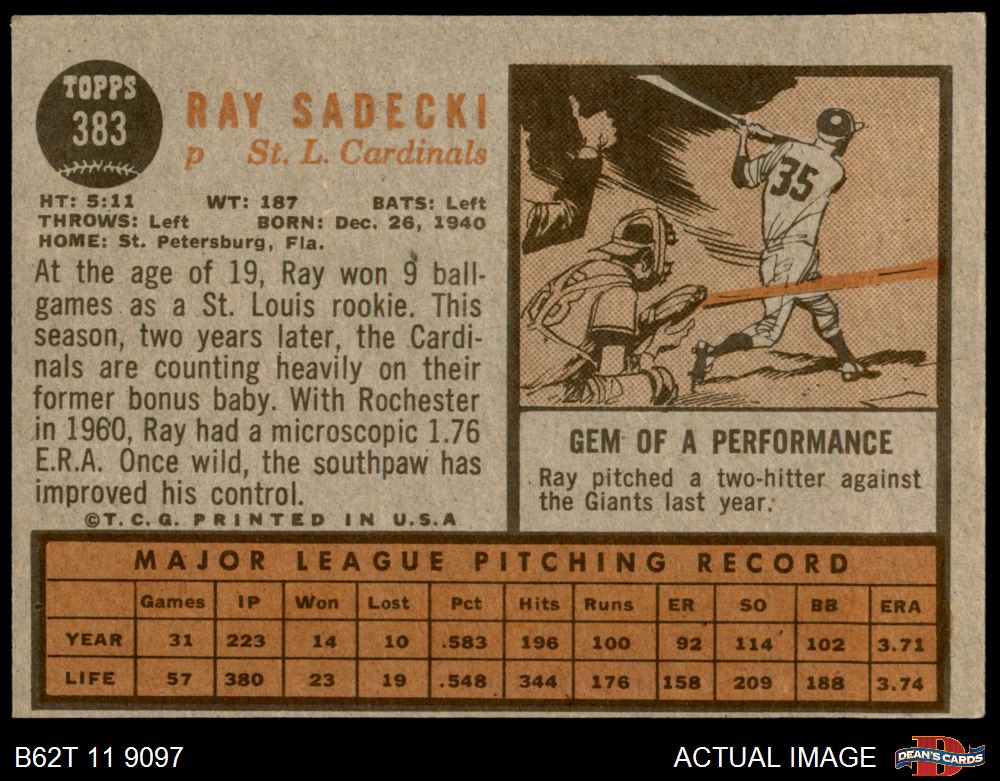 TOPPS
383
RAY SADECKI
p St. L. Cardinals
HT: 5:11 WT: 187 BATS: Left
THROWS: Left BORN: Dec. 26, 1940
HOME: St. Petersburg, Fla.
At the age of 19, Ray won 9 ball-
games as a St. Louis rookie. This
season, two years later, the Cardi-
nals are counting heavily on their
former bonus baby. With Rochester
in 1960, Ray had a microscopic 1.76
E.R.A. Once wild, the southpaw has
improved his control.
©T.C.G. PRINTED IN U.S.A
35
GEM OF A PERFORMANCE
Ray pitched a two-hitter against
the Giants last year.
MAJOR LEAGUE PITCHING RECORD
Games IP Won Lost Pct Hits Runs ER SO BB ERA
YEAR 31 223 14 10 .583 196 100 92 114 102 3.71
LIFE 57 380 23 19 .548 344 176 158 209 188 3.74
B62T 11 9097
ACTUAL IMAGE
DEAN'S CARDS